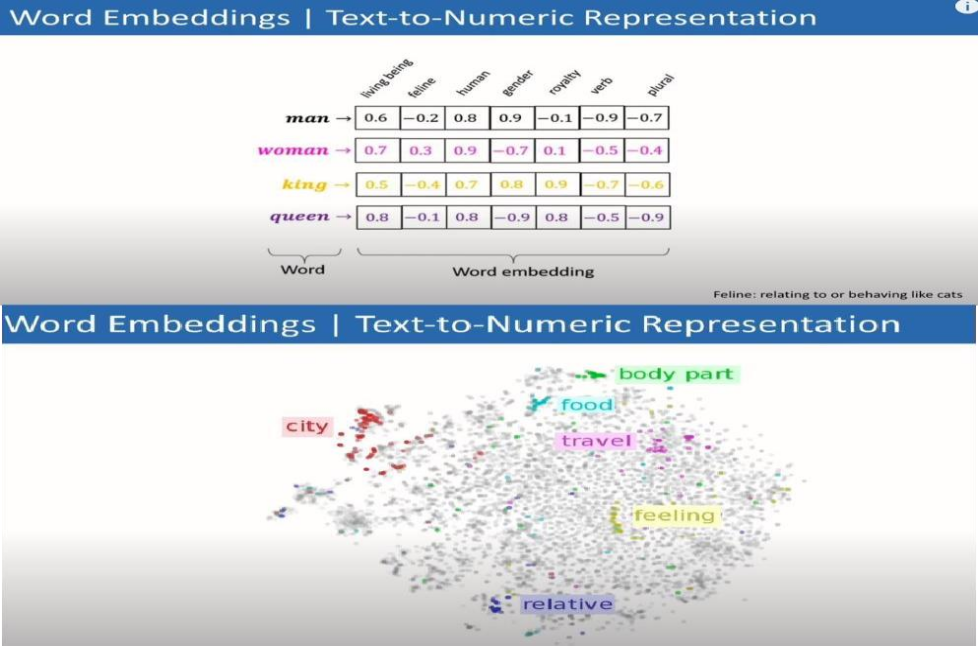 Word Embeddings | Text-to-Numeric Representation
i
living being feline human gender royalty verb plural
man → 0.6 −0.2 0.8 0.9 −0.1 −0.9 −0.7
woman → 0.7 0.3 0.9 −0.7 0.1 −0.5 −0.4
king → 0.5 −0.4 0.7 0.8 0.9 −0.7 −0.6
queen → 0.8 −0.1 0.8 −0.9 0.8 −0.5 −0.9
Word Word embedding
Feline: relating to or behaving like cats
Word Embeddings | Text-to-Numeric Representation
body part
food
city
travel
feeling
relative